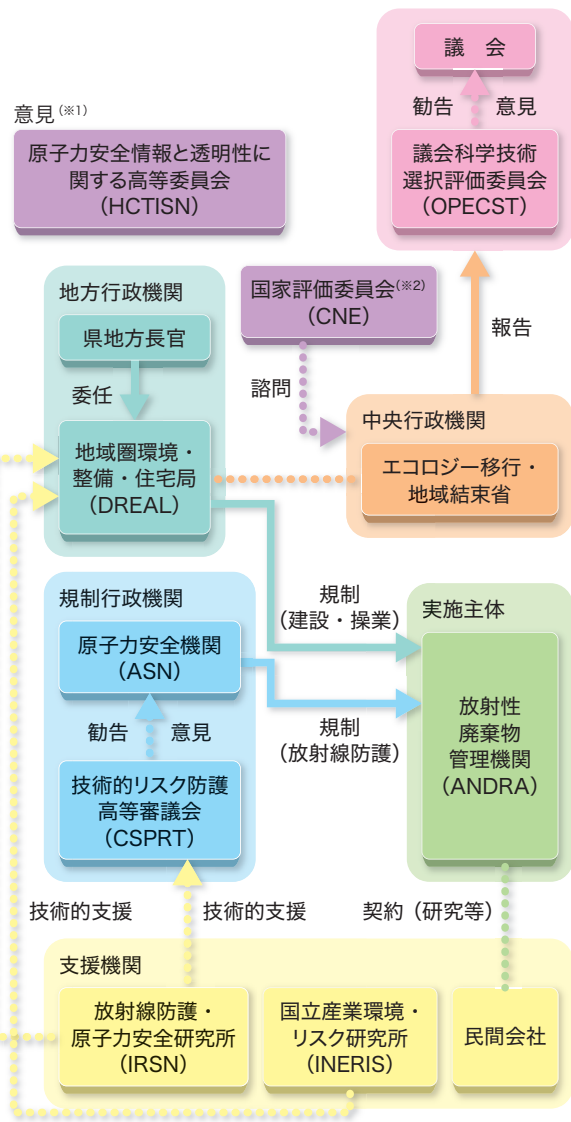 議 会
勧告 意見
議会科学技術
選択評価委員会
(OPECST)
意見(※1)
原子力安全情報と透明性に
関する高等委員会
(HCTISN)
地方行政機関
県地方長官
委任
地域圏環境・
整備・住宅局
(DREAL)
国家評価委員会(※2)
(CNE)
諮問
報告
中央行政機関
エコロジー移行・
地域結束省
規制行政機関
原子力安全機関
(ASN)
勧告 意見
技術的リスク防護
高等審議会
(CSPRT)
規制
(建設・操業)
規制
(放射線防護)
実施主体
放射性
廃棄物
管理機関
(ANDRA)
技術的支援
技術的支援
契約(研究等)
支援機関
放射線防護・
原子力安全研究所
(IRSN)
国立産業環境・
リスク研究所
(INERIS)
民間会社